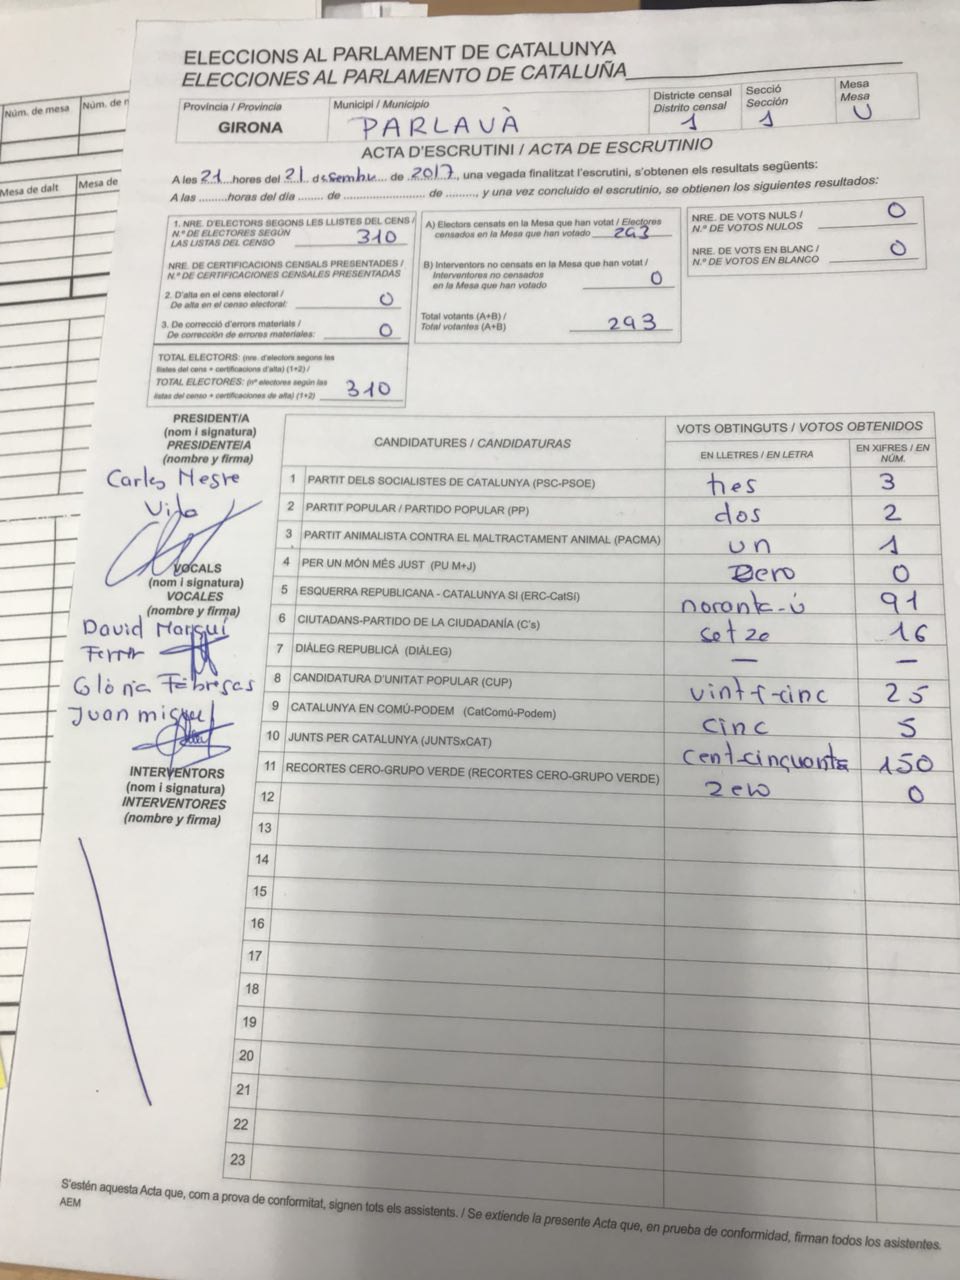 ELECCIONS AL PARLAMENT DE CATALUNYA
ELECCIONES AL PARLAMENTO DE CATALUÑA
Núm. de mesa
Mesa de dalt Mesa de
Província / Provincia
GIRONA
Municipi / Municipio
PARLAVÀ
Districte censal
Distrito censal
1
Secció
Sección
1
Mesa
Mesa
U
ACTA D'ESCRUTINI / ACTA DE ESCRUTINIO
A les 21 hores del 21 dssembu de 2017, una vegada finalitzat l'escrutini, s'obtenen els resultats següents:
A las .........horas del día ...... de ........................ de ........., y una vez concluido el escrutinio, se obtienen los siguientes resultados:
1. NRE. D'ELECTORS SEGONS LES LLISTES DEL CENS /
N.º DE ELECTORES SEGÚN
LAS LISTAS DEL CENSO 310
NRE. DE CERTIFICACIONS CENSALS PRESENTADES /
N.º DE CERTIFICACIONES CENSALES PRESENTADAS
2. D'alta en el cens electoral /
De alta en el censo electoral: 0
3. De correcció d'errors materials /
De corrección de errores materiales: 0
TOTAL ELECTORS: (nre. d'electors segons les
llistes del cens + certificacions d'alta) (1+2) /
TOTAL ELECTORES: (nº electores según las
listas del censo + certificaciones de alta) (1+2) 310
A) Electors censats en la Mesa que han votat / Electores
censados en la Mesa que han votado 293
B) Interventors no censats en la Mesa que han votat /
Interventores no censados
en la Mesa que han votado 0
Total votants (A+B) /
Total votantes (A+B) 293
NRE. DE VOTS NULS /
N.º DE VOTOS NULOS 0
NRE. DE VOTS EN BLANC /
N.º DE VOTOS EN BLANCO 0
PRESIDENT/A
(nom i signatura)
PRESIDENTE/A
(nombre y firma)
Carles
VOCALS
(nom i signatura)
VOCALES
(nombre y firma)
David
Ferrer
Glòria Fàbregas
Juan miguel
INTERVENTORS
(nom i signatura)
INTERVENTORES
(nombre y firma)
CANDIDATURES / CANDIDATURAS
VOTS OBTINGUTS / VOTOS OBTENIDOS
EN LLETRES / EN LETRA
EN XIFRES / EN NÚM.
1 PARTIT DELS SOCIALISTES DE CATALUNYA (PSC-PSOE) tres 3
2 PARTIT POPULAR / PARTIDO POPULAR (PP) dos 2
3 PARTIT ANIMALISTA CONTRA EL MALTRACTAMENT ANIMAL (PACMA) un 1
4 PER UN MÓN MÉS JUST (PU M+J) Zero 0
5 ESQUERRA REPUBLICANA - CATALUNYA SI (ERC-CatSí) noranta-ú 91
6 CIUTADANS-PARTIDO DE LA CIUDADANÍA (C's) setze 16
7 DIÀLEG REPUBLICÀ (DIÀLEG) — —
8 CANDIDATURA D'UNITAT POPULAR (CUP) vint-i-cinc 25
9 CATALUNYA EN COMÚ-PODEM (CatComú-Podem) cinc 5
10 JUNTS PER CATALUNYA (JUNTSxCAT) cent-cinquanta 150
11 RECORTES CERO-GRUPO VERDE (RECORTES CERO-GRUPO VERDE) zero 0
12
13
14
15
16
17
18
19
20
21
22
23
S'estén aquesta Acta que, com a prova de conformitat, signen tots els assistents. / Se extiende la presente Acta que, en prueba de conformidad, firman todos los asistentes.
AEM